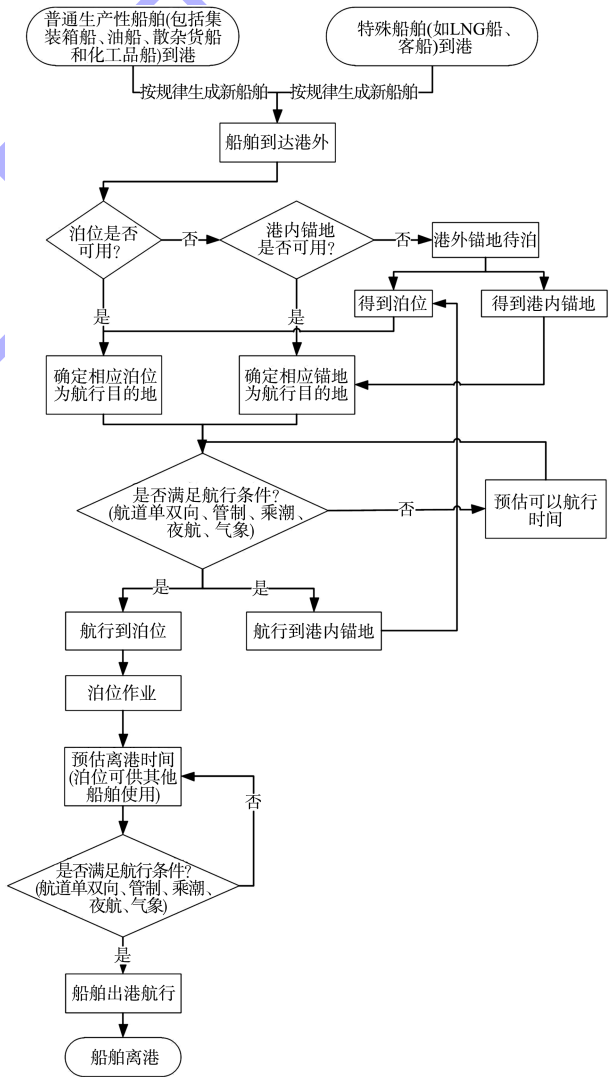 普通生产性船舶(包括集
装箱船、油船、散杂货船
和化工品船)到港
特殊船舶(如LNG船、
客船)到港
按规律生成新船舶
按规律生成新船舶
船舶到达港外
泊位是否
可用?
否
港内锚地
是否可用?
否
港外锚地待泊
得到泊位
得到港内锚地
是
是
确定相应泊位
为航行目的地
确定相应锚地
为航行目的地
是否满足航行条件?
(航道单双向、管制、乘潮、
夜航、气象)
否
预估可以航行
时间
是
是
航行到泊位
航行到港内锚地
泊位作业
预估离港时间
(泊位可供其他
船舶使用)
否
是否满足航行条件?
(航道单双向、管制、乘潮、
夜航、气象)
是
船舶出港航行
船舶离港